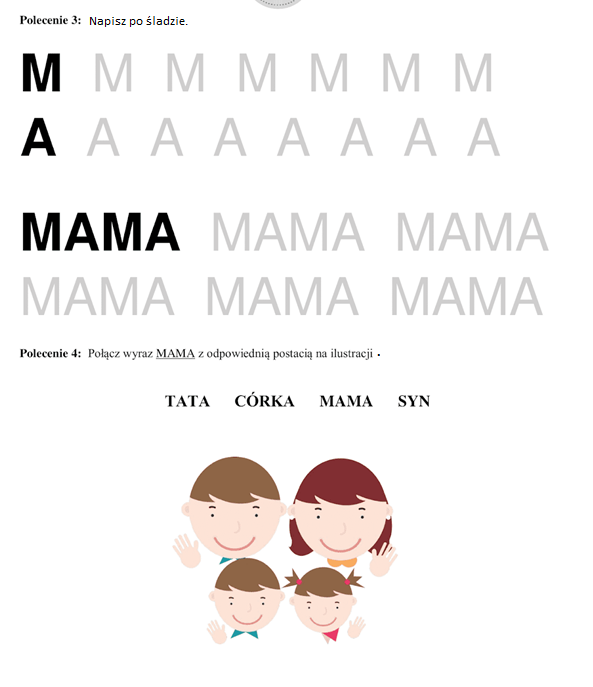 Polecenie 3: Napisz po śladzie.
M M M M M M M
A A A A A A A A
MAMA MAMA MAMA
MAMA MAMA MAMA
Polecenie 4: Połącz wyraz MAMA z odpowiednią postacią na ilustracji .
TATA CÓRKA MAMA SYN